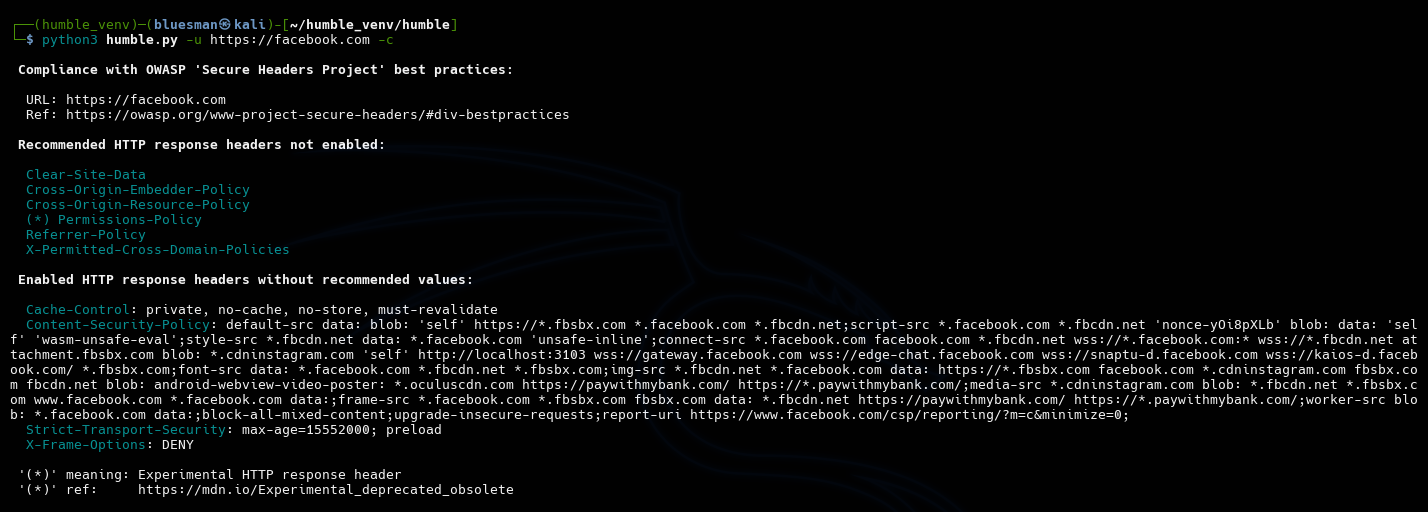 ┌──(humble_venv)─(bluesman㉿kali)-[~/humble_venv/humble]
└─$ python3 humble.py -u https://facebook.com -c
Compliance with OWASP 'Secure Headers Project' best practices:
URL: https://facebook.com
Ref: https://owasp.org/www-project-secure-headers/#div-bestpractices
Recommended HTTP response headers not enabled:
Clear-Site-Data
Cross-Origin-Embedder-Policy
Cross-Origin-Resource-Policy
(*) Permissions-Policy
Referrer-Policy
X-Permitted-Cross-Domain-Policies
Enabled HTTP response headers without recommended values:
Cache-Control: private, no-cache, no-store, must-revalidate
Content-Security-Policy: default-src data: blob: 'self' https://*.fbsbx.com *.facebook.com *.fbcdn.net;script-src *.facebook.com *.fbcdn.net 'nonce-yOi8pXLb' blob: data: 'sel
f' 'wasm-unsafe-eval';style-src *.fbcdn.net data: *.facebook.com 'unsafe-inline';connect-src *.facebook.com facebook.com *.fbcdn.net wss://*.facebook.com:* wss://*.fbcdn.net at
tachment.fbsbx.com blob: *.cdninstagram.com 'self' http://localhost:3103 wss://gateway.facebook.com wss://edge-chat.facebook.com wss://snaptu-d.facebook.com wss://kaios-d.faceb
ook.com/ *.fbsbx.com;font-src data: *.facebook.com *.fbcdn.net *.fbsbx.com;img-src *.fbcdn.net *.facebook.com data: https://*.fbsbx.com facebook.com *.cdninstagram.com fbsbx.co
m fbcdn.net blob: android-webview-video-poster: *.oculuscdn.com https://paywithmybank.com/ https://*.paywithmybank.com/;media-src *.cdninstagram.com blob: *.fbcdn.net *.fbsbx.c
om www.facebook.com *.facebook.com data:;frame-src *.facebook.com *.fbsbx.com fbsbx.com data: *.fbcdn.net https://paywithmybank.com/ https://*.paywithmybank.com/;worker-src blo
b: *.facebook.com data:;block-all-mixed-content;upgrade-insecure-requests;report-uri https://www.facebook.com/csp/reporting/?m=c&minimize=0;
Strict-Transport-Security: max-age=15552000; preload
X-Frame-Options: DENY
'(*)' meaning: Experimental HTTP response header
'(*)' ref:     https://mdn.io/Experimental_deprecated_obsolete